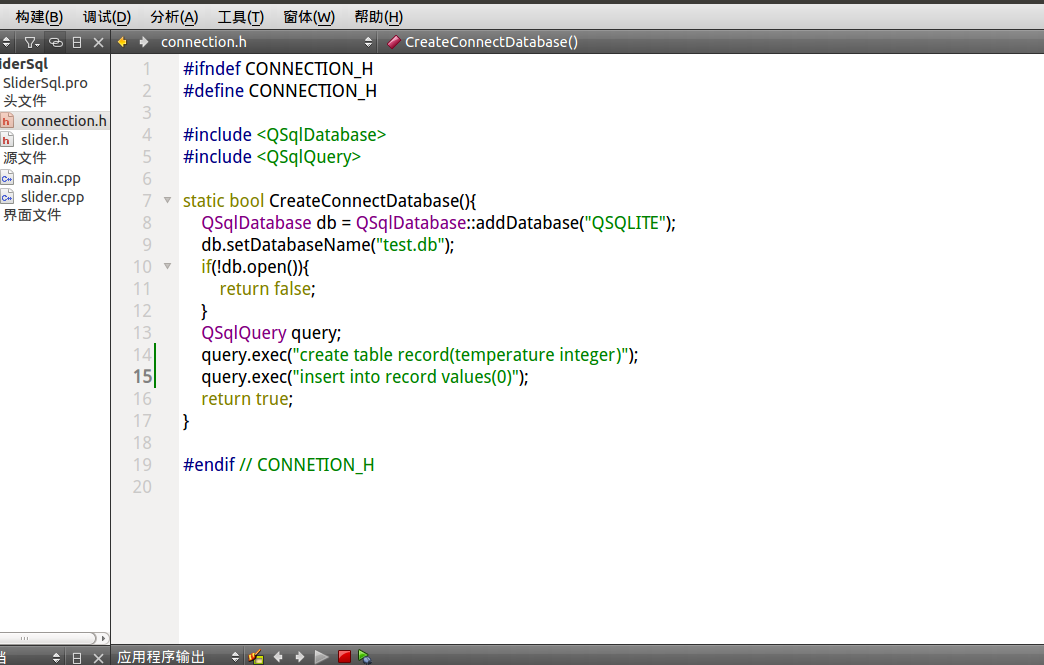 构建(B) 调试(D) 分析(A) 工具(T) 窗体(W) 帮助(H)
connection.h CreateConnectDatabase()
iderSql
SliderSql.pro
头文件
connection.h
slider.h
源文件
main.cpp
slider.cpp
界面文件
1 #ifndef CONNECTION_H
2 #define CONNECTION_H
3
4 #include <QSqlDatabase>
5 #include <QSqlQuery>
6
7 static bool CreateConnectDatabase(){
8 QSqlDatabase db = QSqlDatabase::addDatabase("QSQLITE");
9 db.setDatabaseName("test.db");
10 if(!db.open()){
11 return false;
12 }
13 QSqlQuery query;
14 query.exec("create table record(temperature integer)");
15 query.exec("insert into record values(0)");
16 return true;
17 }
18
19 #endif // CONNETION_H
20
应用程序输出